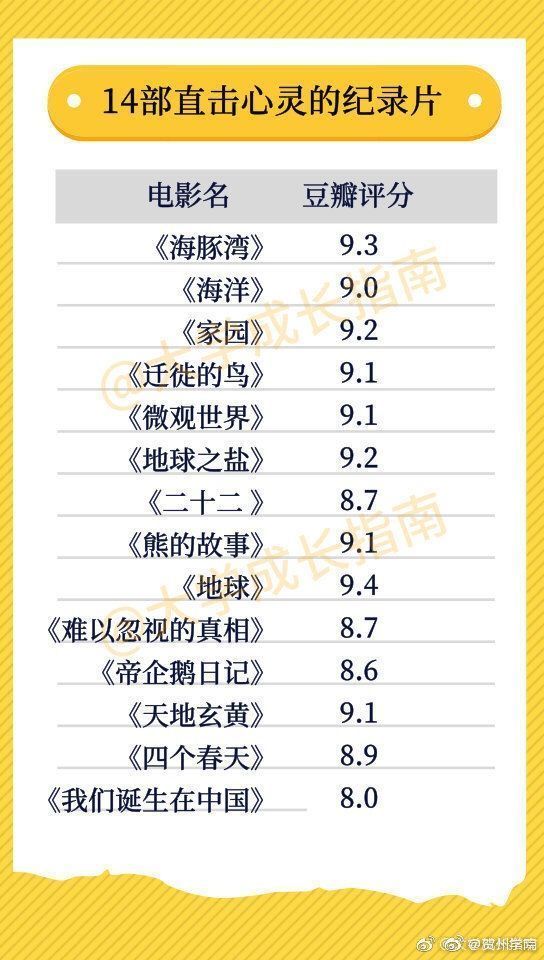 14部直击心灵的纪录片
电影名 豆瓣评分
《海豚湾》 9.3
《海洋》 9.0
《家园》 9.2
《迁徙的鸟》 9.1
《微观世界》 9.1
《地球之盐》 9.2
《二十二 》 8.7
《熊的故事》 9.1
《地球》 9.4
《难以忽视的真相》 8.7
《帝企鹅日记》 8.6
《天地玄黄》 9.1
《四个春天》 8.9
《我们诞生在中国》 8.0
@大学成长指南
@大学成长指南
@贺州学院